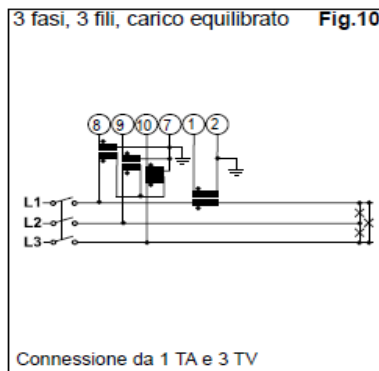 3 fasi, 3 fili, carico equilibrato Fig.10
8 9 10 7 1 2
L1
L2
L3
Connessione da 1 TA e 3 TV